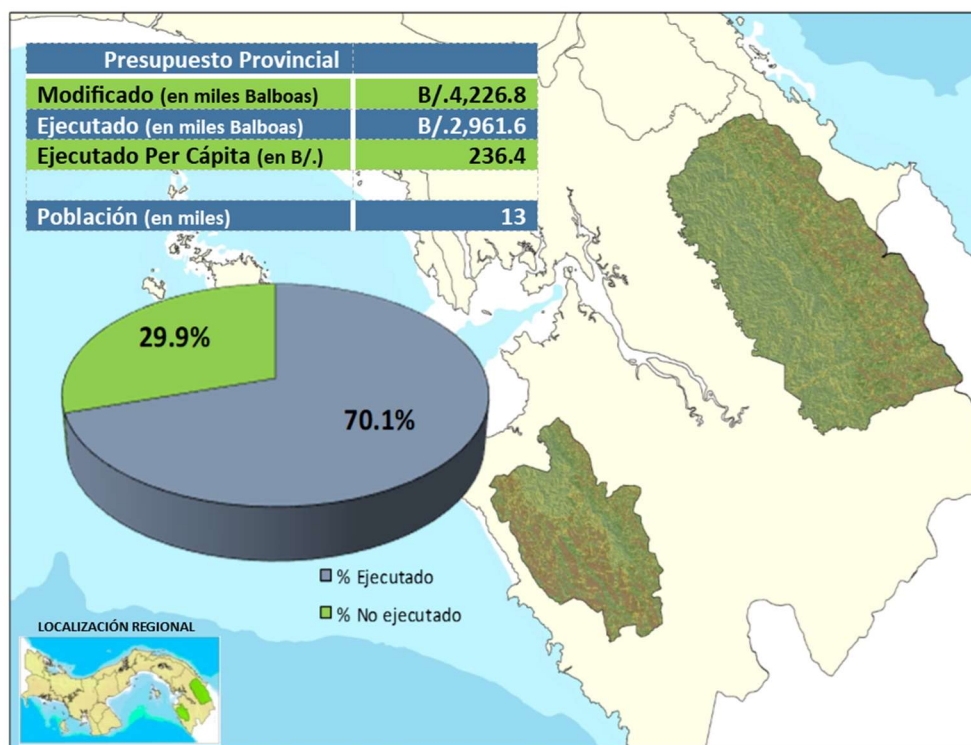 Presupuesto Provincial
Modificado (en miles Balboas) B/.4,226.8
Ejecutado (en miles Balboas) B/.2,961.6
Ejecutado Per Cápita (en B/.) 236.4
Población (en miles) 13
29.9%
70.1%
% Ejecutado
% No ejecutado
LOCALIZACIÓN REGIONAL